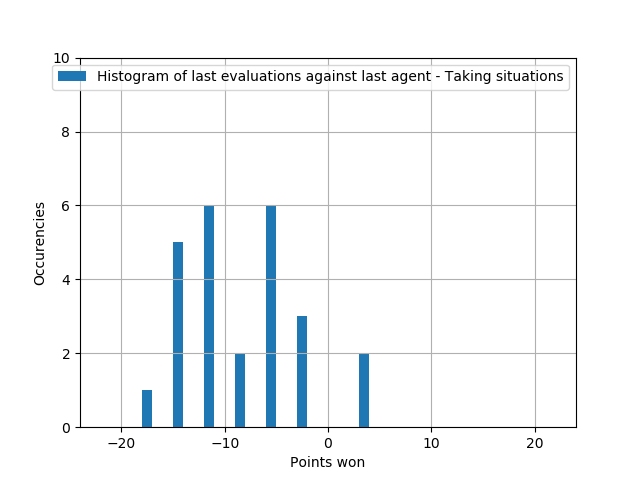 10
Histogram of last evaluations against last agent - Taking situations
8
6
4
2
0
Occurencies
−20 −10 0 10 20
Points won